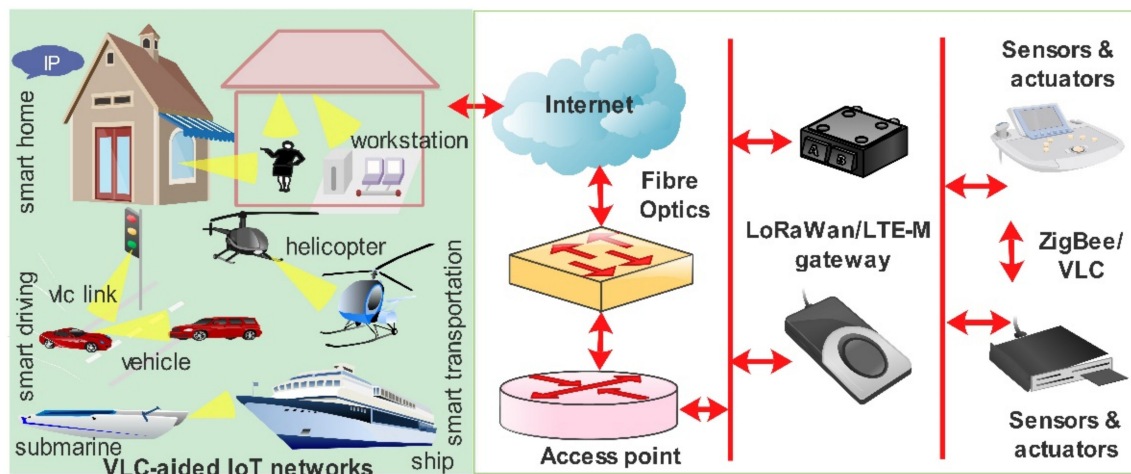 IP
smart home
workstation
helicopter
vlc link
smart driving
vehicle
smart transportation
submarine
ship
VLC-aided IoT networks
Internet
Fibre
Optics
Access point
A B
LoRaWan/LTE-M
gateway
Sensors &
actuators
ZigBee/
VLC
Sensors &
actuators